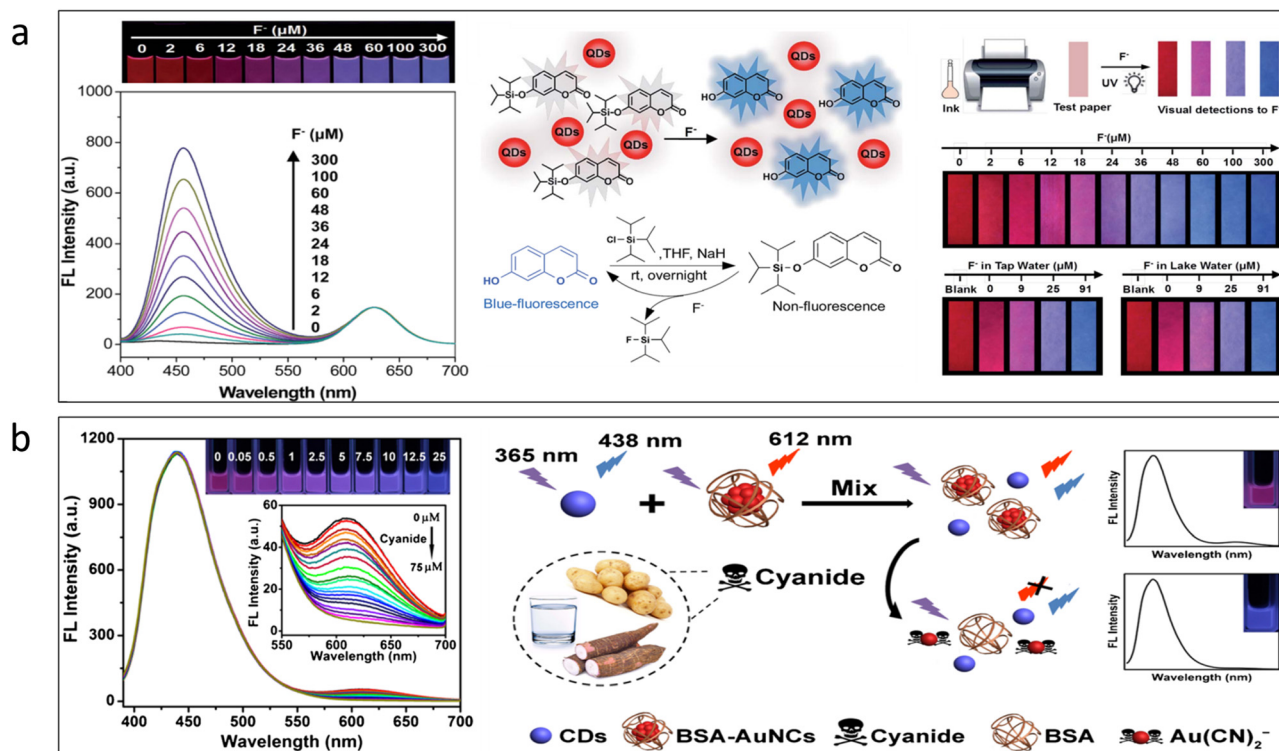 a
F⁻ (μM)
0 2 6 12 18 24 36 48 60 100 300
1000
800
600
400
200
0
FL Intensity (a.u.)
F⁻ (μM)
300
100
60
48
36
24
18
12
6
2
0
400 450 500 550 600 650 700
Wavelength (nm)
QDs
QDs
QDs
QDs
QDs
QDs
Si O O O
Si O O O
Si O O O
F⁻
QDs
QDs
QDs
QDs
QDs
HO O O
HO O O
HO O O
HO O O
Blue-fluorescence
Cl Si
,THF, NaH
rt, overnight
F⁻
F Si
Si O O O
Non-fluorescence
Ink
Test paper
F⁻
UV
Visual detections to F
F⁻(μM)
0 2 6 12 18 24 36 48 60 100 300
F⁻ in Tap Water (μM)
Blank 0 9 25 91
F⁻ in Lake Water (μM)
Blank 0 9 25 91
b
1200
900
600
300
0
FL Intensity (a.u.)
0 0.05 0.5 1 2.5 5 7.5 10 12.5 25
60
40
20
0
FL Intensity (a.u.)
0 μM
Cyanide
75 μM
550 600 650 700
Wavelength (nm)
400 450 500 550 600 650 700
Wavelength (nm)
365 nm
438 nm
612 nm
Mix
Cyanide
FL Intensity
Wavelength (nm)
FL Intensity
Wavelength (nm)
CDs
BSA-AuNCs
Cyanide
BSA
Au(CN)₂⁻